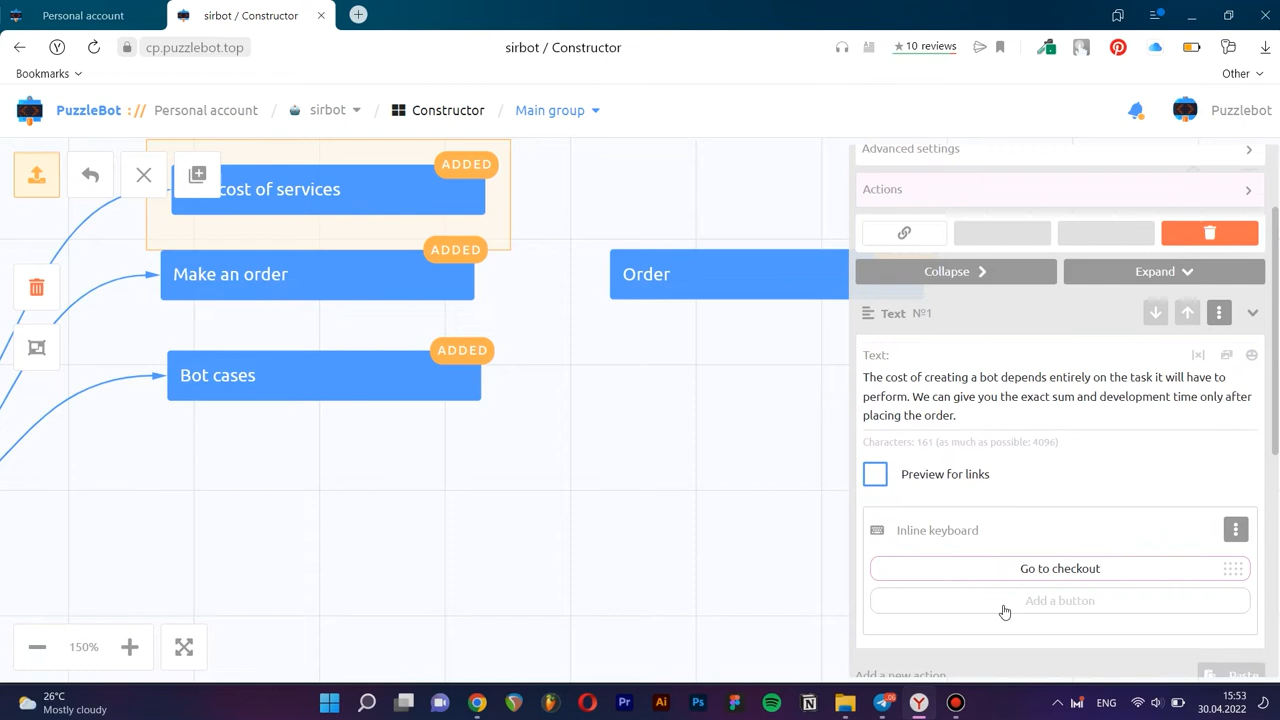 Personal account
sirbot / Constructor
cp.puzzlebot.top
sirbot / Constructor
10 reviews
Bookmarks
Other
PuzzleBot ://
Personal account
/
sirbot
/
Constructor
/
Main group
Puzzlebot
ADDED
cost of services
ADDED
Make an order
Order
ADDED
Bot cases
150%
Advanced settings
Actions
Collapse
Expand
Text №1
Text:
The cost of creating a bot depends entirely on the task it will have to
perform. We can give you the exact sum and development time only after
placing the order.
Characters: 161 (as much as possible: 4096)
Preview for links
Inline keyboard
Go to checkout
Add a button
Add a new action
Paste
26°C
Mostly cloudy
Pr
Ai
Ps
ENG
15:53
30.04.2022